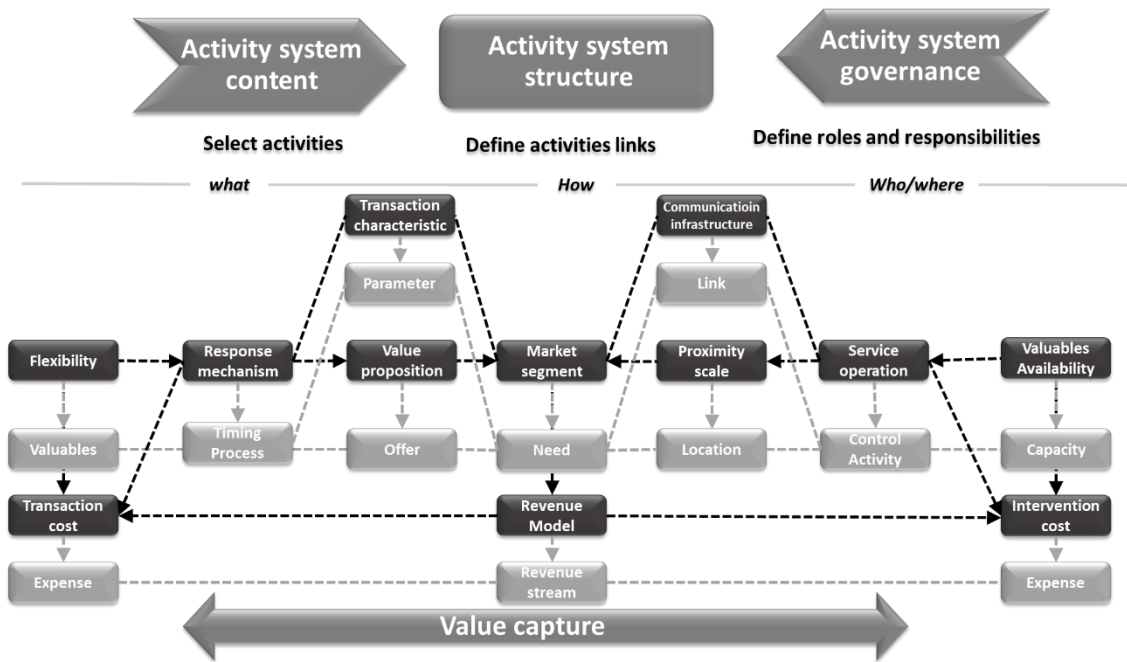 Activity system
content
Activity system
structure
Activity system
governance
Select activities
Define activities links
Define roles and responsibilities
what
How
Who/where
Transaction
characteristic
Communicatioin
infrastructure
Parameter
Link
Flexibility
Response
mechanism
Value
proposition
Market
segment
Proximity
scale
Service
operation
Valuables
Availability
Valuables
Timing
Process
Offer
Need
Location
Control
Activity
Capacity
Transaction
cost
Revenue
Model
Intervention
cost
Expense
Revenue
stream
Expense
Value capture